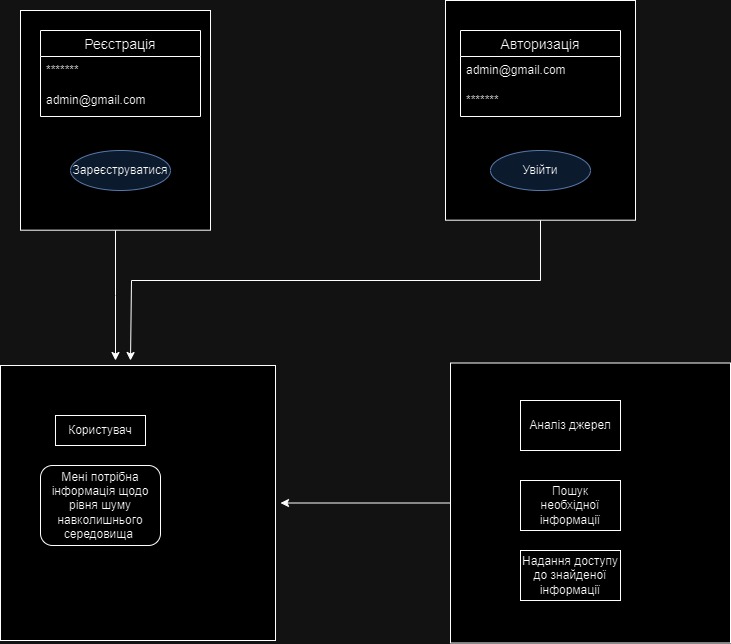 Реєстрація
*******
admin@gmail.com
Зареєструватися
Авторизація
admin@gmail.com
*******
Увійти
Користувач
Мені потрібна
інформація щодо
рівня шуму
навколишнього
середовища
Аналіз джерел
Пошук
необхідної
інформації
Надання доступу
до знайденої
інформації